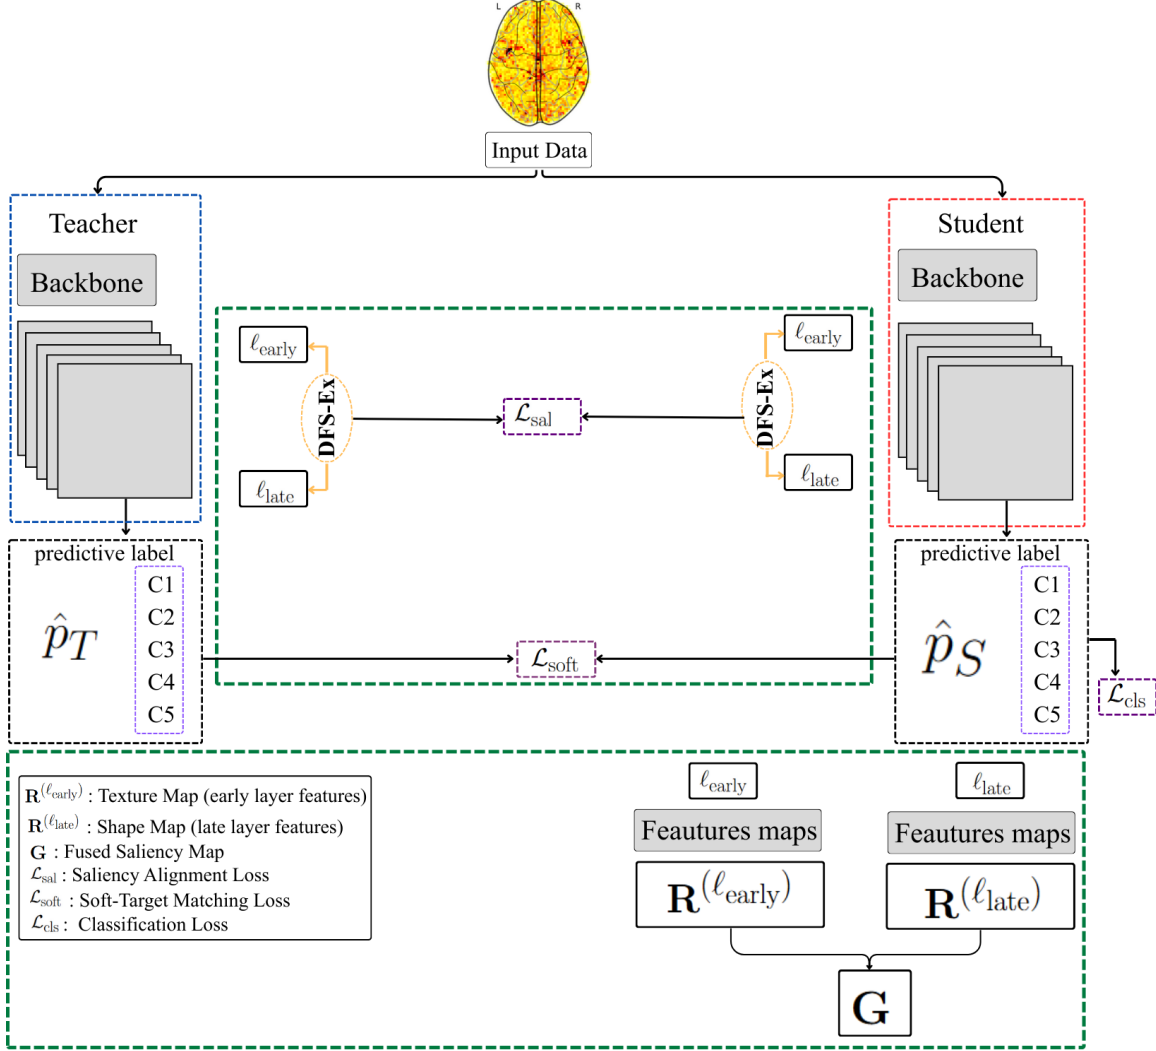 L R
Input Data
Teacher
Backbone
Student
Backbone
ℓearly
DFS-Ex
ℓlate
ℒsal
ℓearly
DFS-Ex
ℓlate
predictive label
p̂T
C1
C2
C3
C4
C5
ℒsoft
predictive label
p̂S
C1
C2
C3
C4
C5
ℒcls
R(ℓearly) : Texture Map (early layer features)
R(ℓlate) : Shape Map (late layer features)
G : Fused Saliency Map
ℒsal : Saliency Alignment Loss
ℒsoft : Soft-Target Matching Loss
ℒcls : Classification Loss
ℓearly
Feautures maps
R(ℓearly)
ℓlate
Feautures maps
R(ℓlate)
G